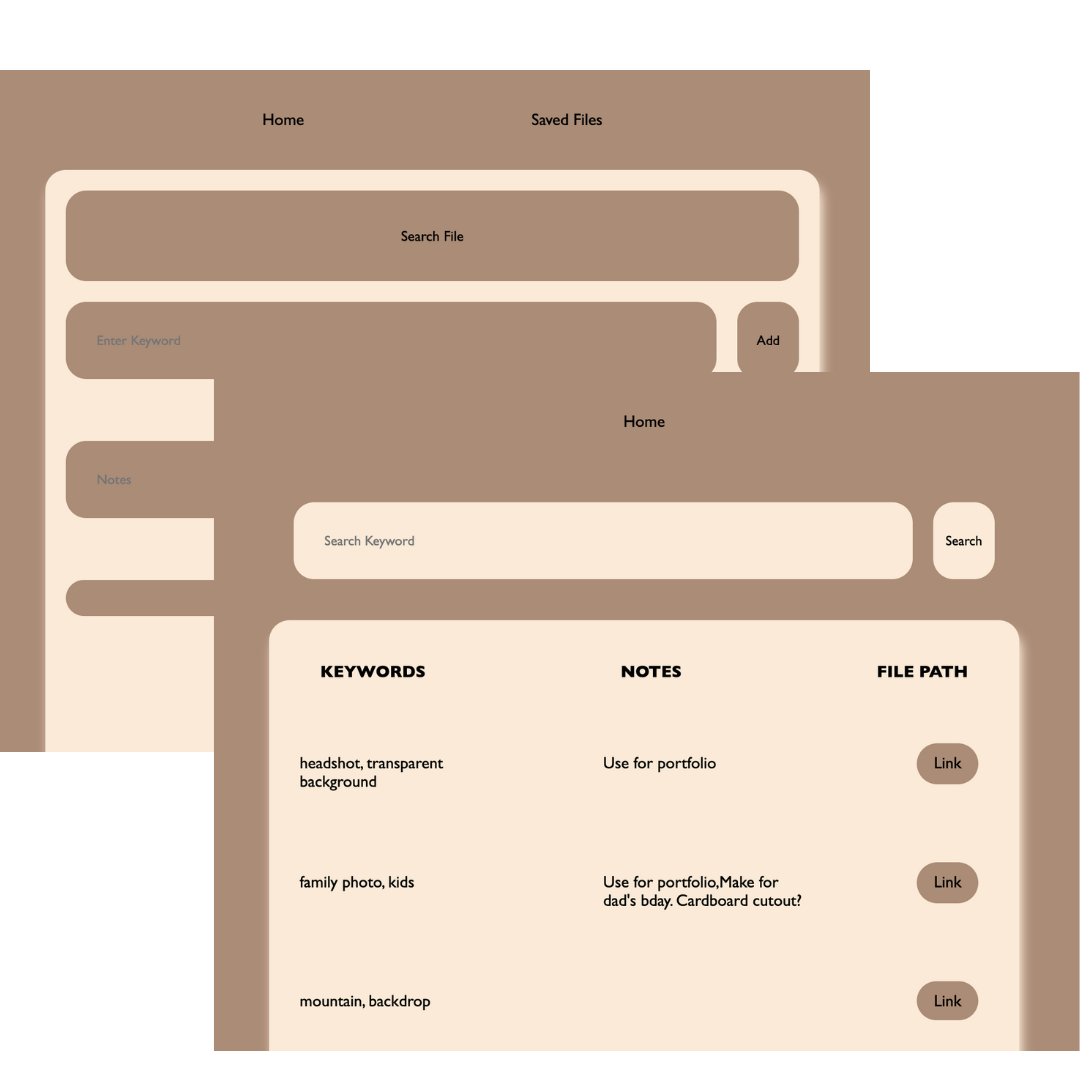 Home
Saved Files
Search File
Enter Keyword
Add
Notes
Home
Search Keyword
Search
KEYWORDS
NOTES
FILE PATH
headshot, transparent
background
Use for portfolio
Link
family photo, kids
Use for portfolio,Make for
dad's bday. Cardboard cutout?
Link
mountain, backdrop
Link